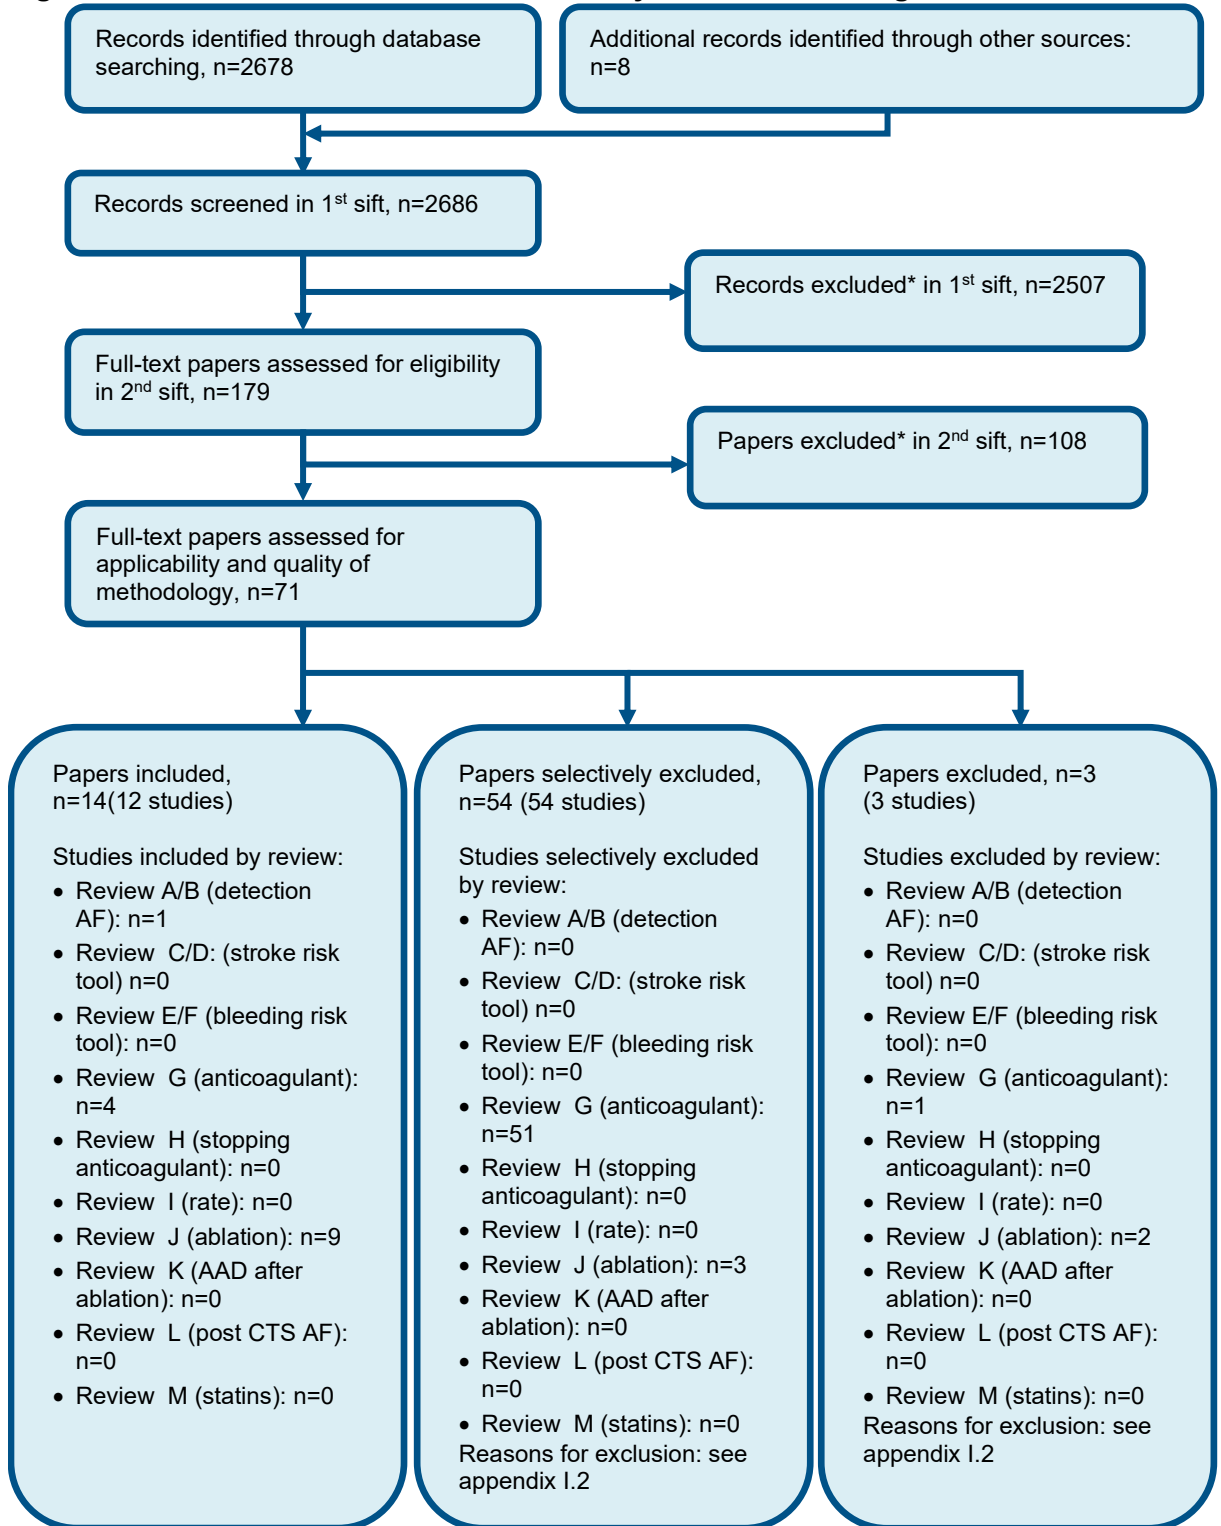 Records identified through database
searching, n=2678
Additional records identified through other sources:
n=8
Records screened in 1st sift, n=2686
Records excluded* in 1st sift, n=2507
Full-text papers assessed for eligibility
in 2nd sift, n=179
Papers excluded* in 2nd sift, n=108
Full-text papers assessed for
applicability and quality of
methodology, n=71
Papers included,
n=14(12 studies)
Studies included by review:
• Review A/B (detection
AF): n=1
• Review C/D: (stroke risk
tool) n=0
• Review E/F (bleeding risk
tool): n=0
• Review G (anticoagulant):
n=4
• Review H (stopping
anticoagulant): n=0
• Review I (rate): n=0
• Review J (ablation): n=9
• Review K (AAD after
ablation): n=0
• Review L (post CTS AF):
n=0
• Review M (statins): n=0
Papers selectively excluded,
n=54 (54 studies)
Studies selectively excluded
by review:
• Review A/B (detection
AF): n=0
• Review C/D: (stroke risk
tool) n=0
• Review E/F (bleeding risk
tool): n=0
• Review G (anticoagulant):
n=51
• Review H (stopping
anticoagulant): n=0
• Review I (rate): n=0
• Review J (ablation): n=3
• Review K (AAD after
ablation): n=0
• Review L (post CTS AF):
n=0
• Review M (statins): n=0
Reasons for exclusion: see
appendix I.2
Papers excluded, n=3
(3 studies)
Studies excluded by review:
• Review A/B (detection
AF): n=0
• Review C/D: (stroke risk
tool) n=0
• Review E/F (bleeding risk
tool): n=0
• Review G (anticoagulant):
n=1
• Review H (stopping
anticoagulant): n=0
• Review I (rate): n=0
• Review J (ablation): n=2
• Review K (AAD after
ablation): n=0
• Review L (post CTS AF):
n=0
• Review M (statins): n=0
Reasons for exclusion: see
appendix I.2